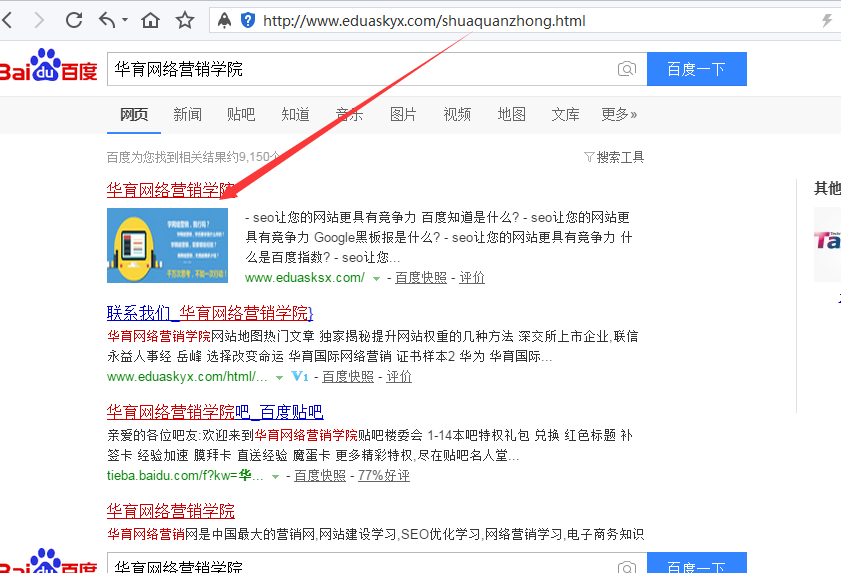 http://www.eduaskyx.com/shuaquanzhong.html
Bai du 百度 华育网络营销学院 百度一下
网页 新闻 贴吧 知道 音乐 图片 视频 地图 文库 更多»
百度为您找到相关结果约9,150个 搜索工具
华育网络营销学院 其他
- seo让您的网站更具有竞争力 百度知道是什么? - seo让您的网站更
具有竞争力 Google黑板报是什么? - seo让您的网站更具有竞争力 什
么是百度指数? - seo让您...
www.eduasksx.com/ - 百度快照 - 评价
联系我们_华育网络营销学院}
华育网络营销学院网站地图热门文章 独家揭秘提升网站权重的几种方法 深交所上市企业,联信
永益人事经 岳峰 选择改变命运 华育国际网络营销 证书样本2 华为 华育国际...
www.eduaskyx.com/html/... V1 - 百度快照 - 评价
华育网络营销学院吧_百度贴吧
亲爱的各位吧友:欢迎来到华育网络营销学院贴吧楼委会 1-14本吧特权礼包 兑换 红色标题 补
签卡 经验加速 膜拜卡 直送经验 魔蛋卡 更多精彩特权,尽在贴吧名人堂...
tieba.baidu.com/f?kw=华... - 百度快照 - 77%好评
华育网络营销学院
华育网络营销网是中国最大的营销网,网站建设学习,SEO优化学习,网络营销学习,电子商务知识
Bai du 百度 华育网络营销学院 百度一下